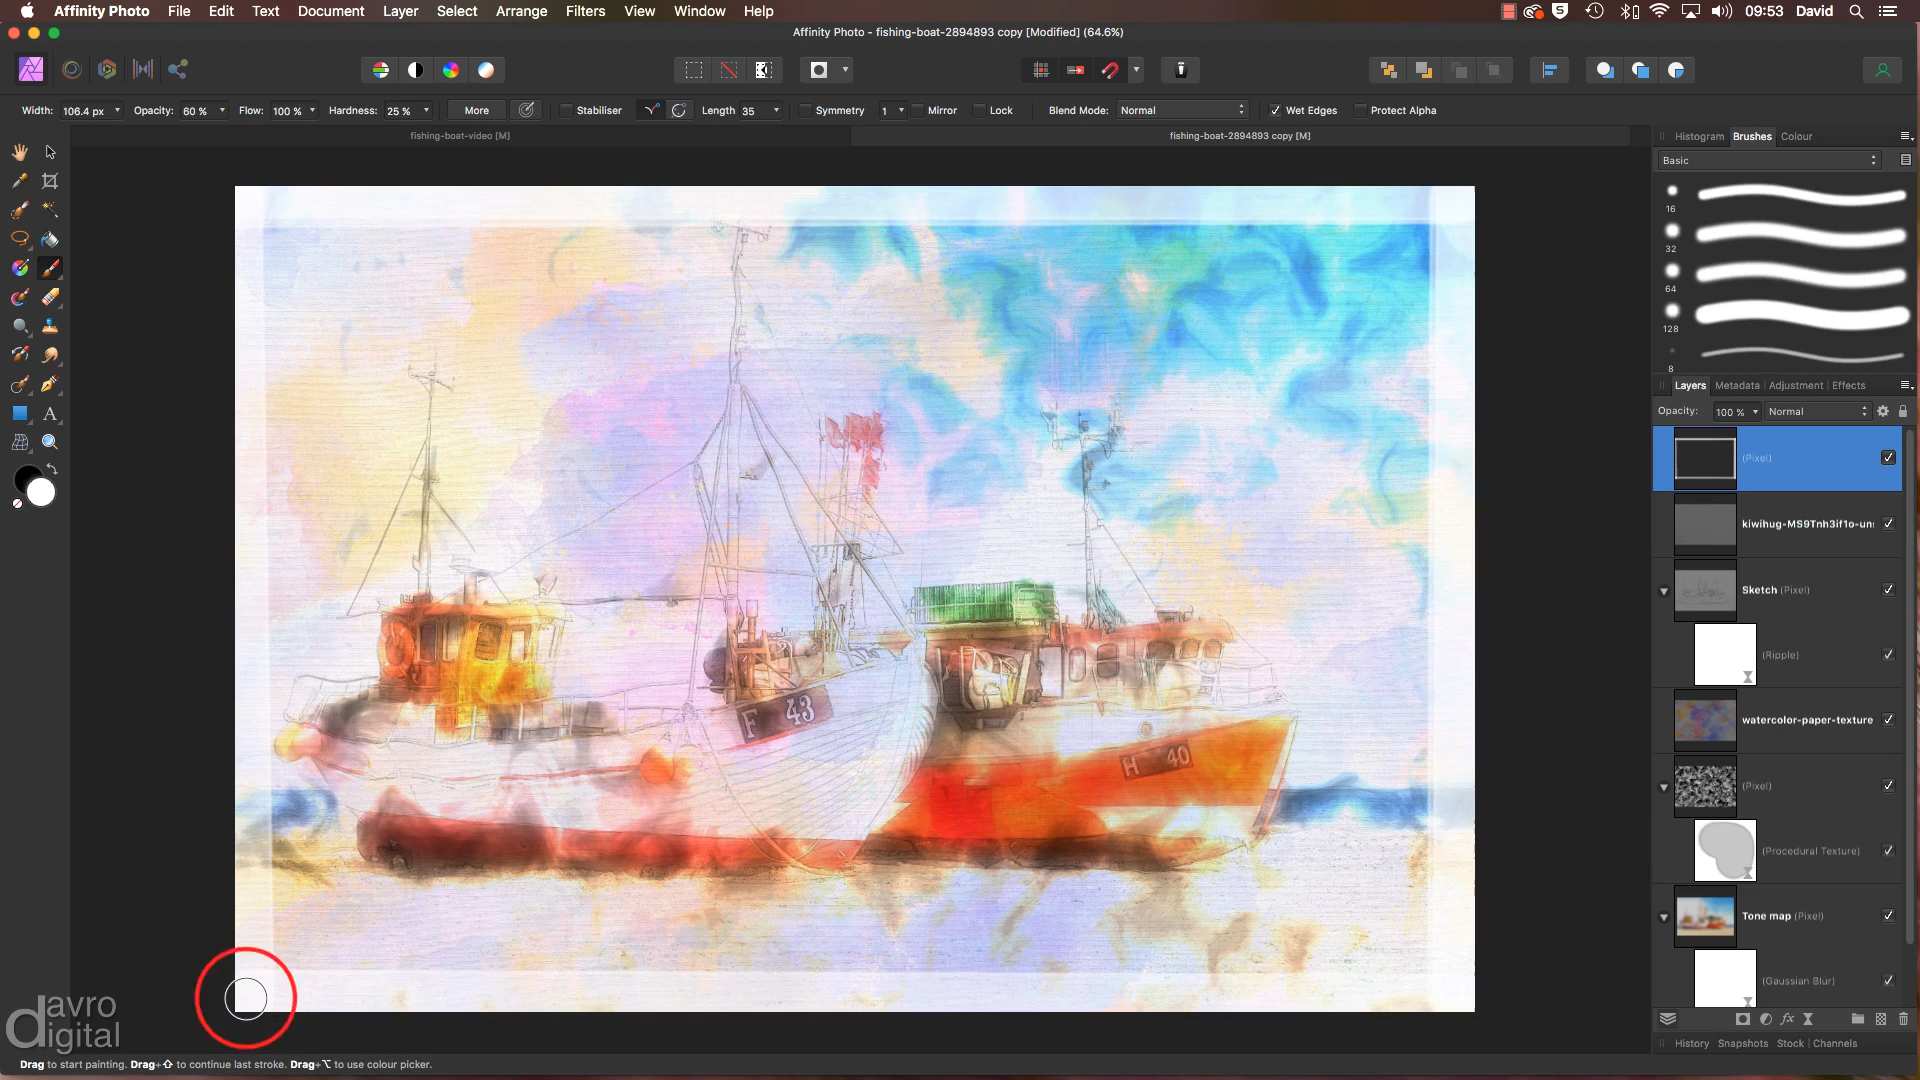 Affinity Photo File Edit Text Document Layer Select Arrange Filters View Window Help 09:53 David
Affinity Photo - fishing-boat-2894893 copy [Modified] (64.6%)
Width: 106.4 px Opacity: 60 % Flow: 100 % Hardness: 25 % More Stabiliser Length 35 Symmetry 1 Mirror Lock Blend Mode: Normal Wet Edges Protect Alpha
fishing-boat-video [M] fishing-boat-2894893 copy [M]
Histogram Brushes Colour
Basic
16
32
64
128
8
Layers Metadata Adjustment Effects
Opacity: 100 % Normal
(Pixel)
kiwihug-MS9Tnh3if1o-un
Sketch (Pixel)
(Ripple)
watercolor-paper-texture
(Pixel)
(Procedural Texture)
Tone map (Pixel)
(Gaussian Blur)
F 43
H 40
davro
digital
History Snapshots Stock Channels
Drag to start painting. Drag+⇧ to continue last stroke. Drag+⌥ to use colour picker.